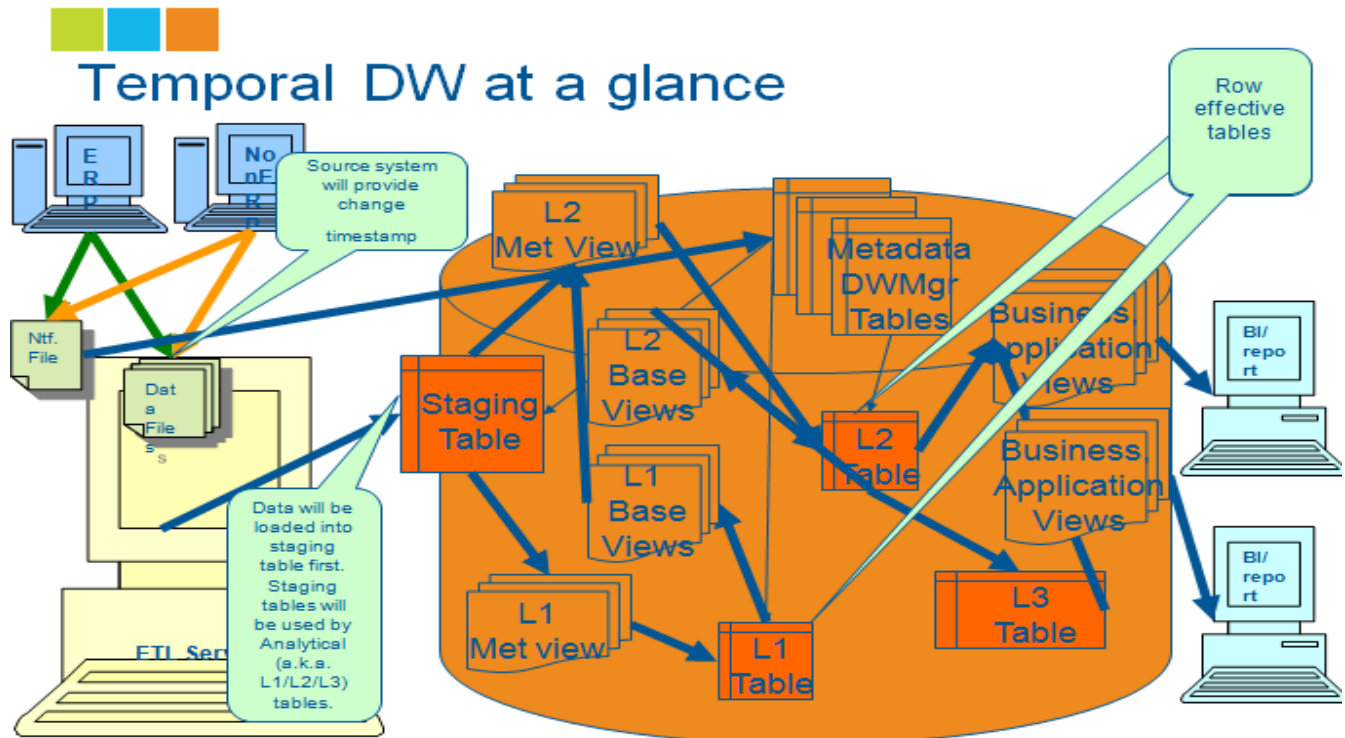 Temporal DW at a glance
Row
effective
tables
E
R
P
No
nE
R
Source system
will provide
change
timestamp
L2
Met View
Metadata
DWMgr
Tables
Business.
Application
Views
Ntf.
File
Dat
a
File
s
s
L2
Base
Views
BI/
repo
rt
Staging
Table
L2
Table
Business.
Application
Views
L1
Base
Views
Data will be
loaded into
staging
table first.
Staging
tables will
be used by
Analytical
(a.k.a.
L1/L2/L3)
tables.
BI/
repo
rt
L1
Met view
L1
Table
L3
Table
ETL Serv